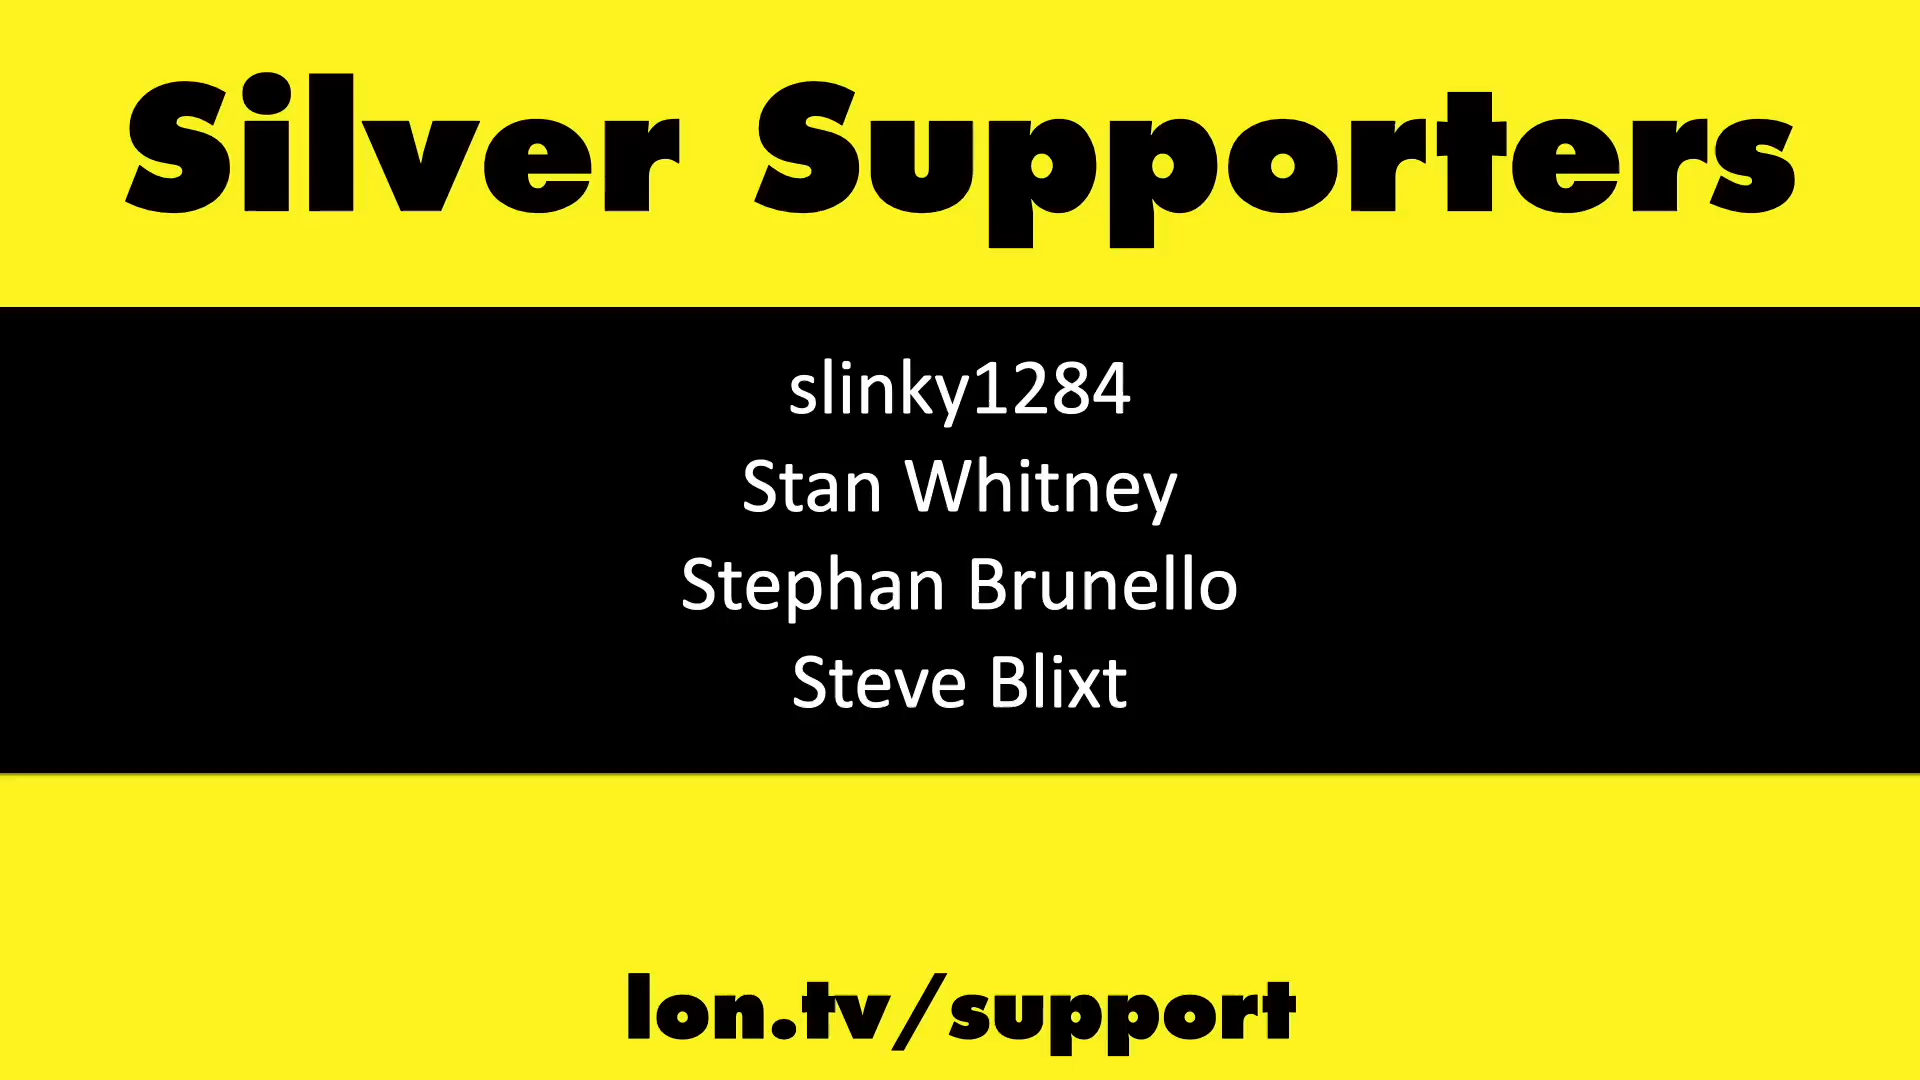 Silver Supporters
slinky1284
Stan Whitney
Stephan Brunello
Steve Blixt
lon.tv/support